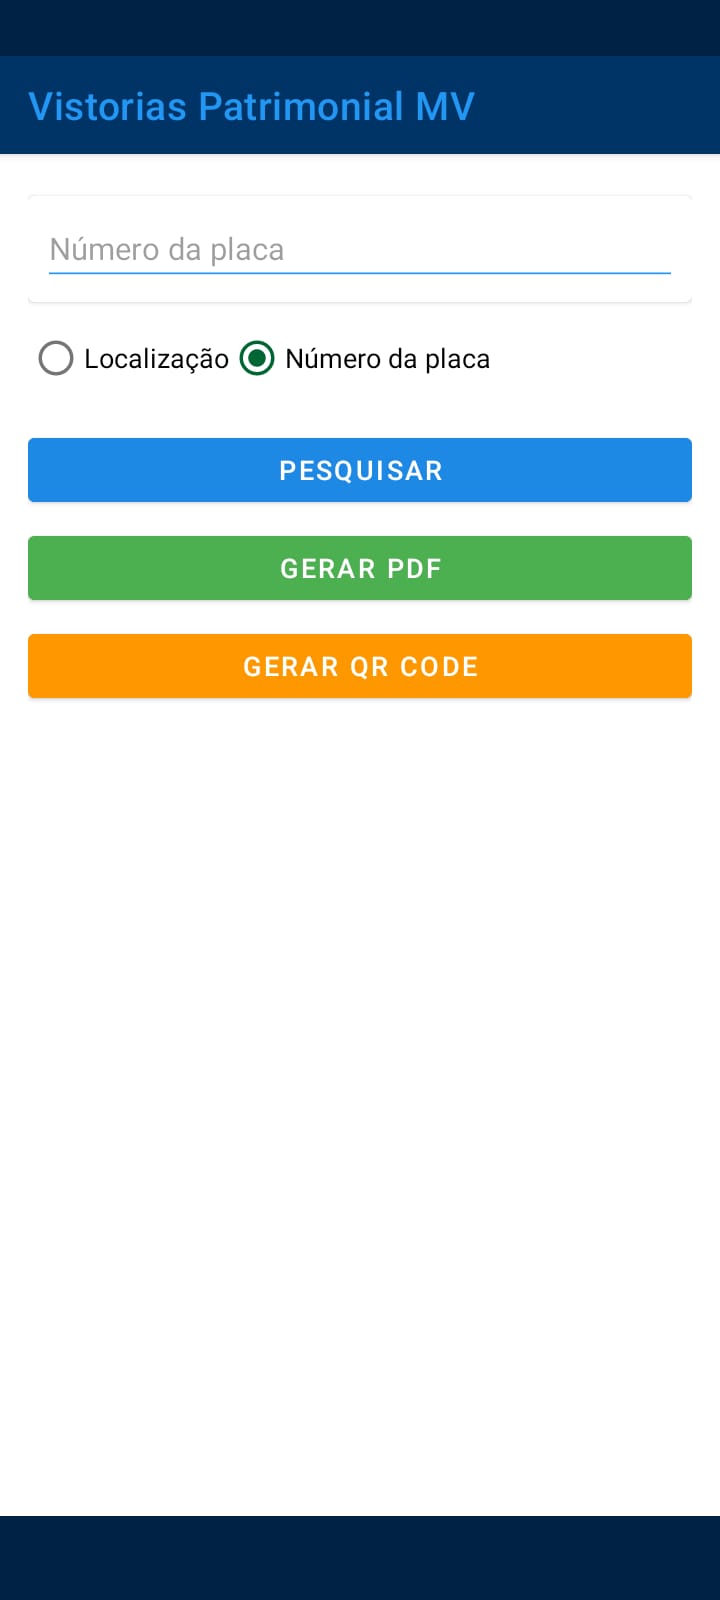 Vistorias Patrimonial MV
Número da placa
Localização Número da placa
PESQUISAR
GERAR PDF
GERAR QR CODE